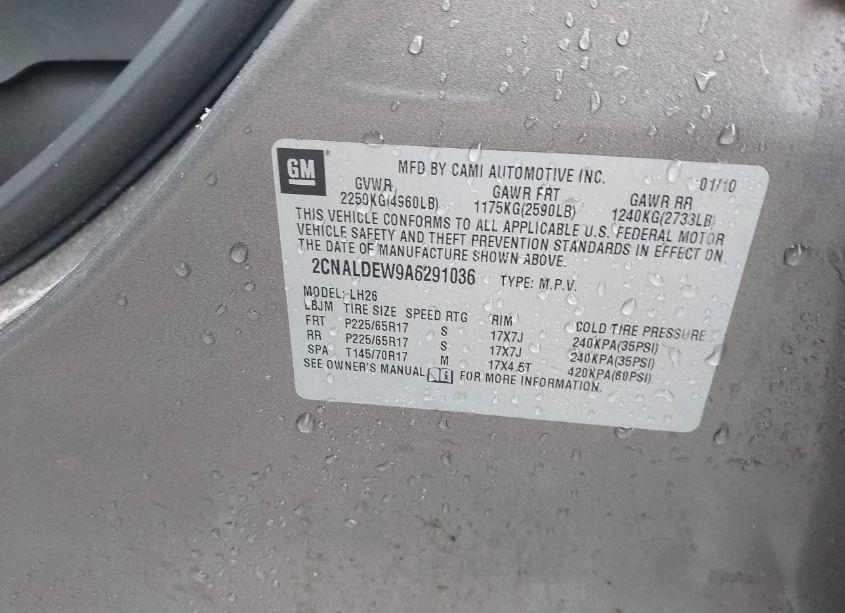 GM
MFD BY CAMI AUTOMOTIVE INC. 01/10
GVWR GAWR FRT GAWR RR
2250KG(4960LB) 1175KG(2590LB) 1240KG(2733LB)
THIS VEHICLE CONFORMS TO ALL APPLICABLE U.S. FEDERAL MOTOR
VEHICLE SAFETY AND THEFT PREVENTION STANDARDS IN EFFECT ON
THE DATE OF MANUFACTURE SHOWN ABOVE.
2CNALDEW9A6291036 TYPE: M.P.V.
MODEL: LH26
LBJM TIRE SIZE SPEED RTG RIM COLD TIRE PRESSURE
FRT P225/65R17 S 17X7J 240KPA(35PSI)
RR P225/65R17 S 17X7J 240KPA(35PSI)
SPA T145/70R17 M 17X4.5T 420KPA(60PSI)
SEE OWNER'S MANUAL FOR MORE INFORMATION.